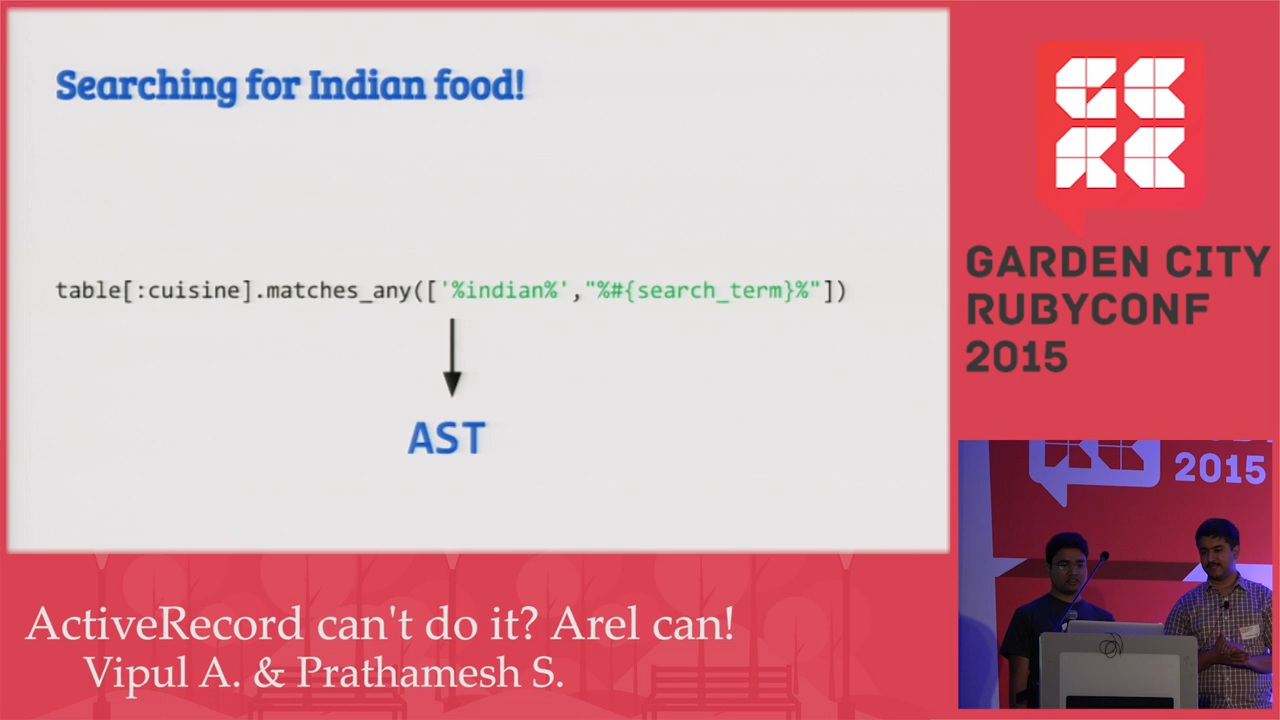 Searching for Indian food!
table[:cuisine].matches_any(['%indian%',"%#{search_term}%"])
AST
GARDEN CITY
RUBYCONF
2015
2015
ActiveRecord can't do it? Arel can!
Vipul A. & Prathamesh S.